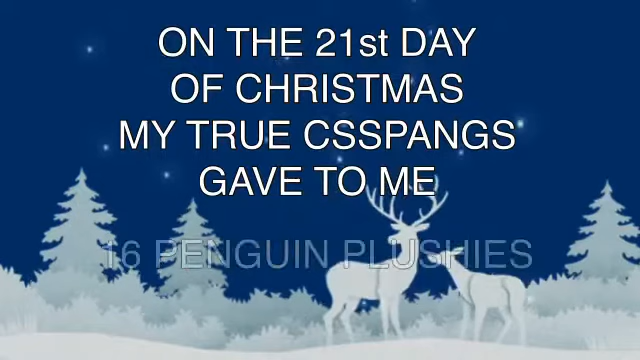 ON THE 21st DAY
OF CHRISTMAS
MY TRUE CSSPANGS
GAVE TO ME
16 PENGUIN PLUSHIES